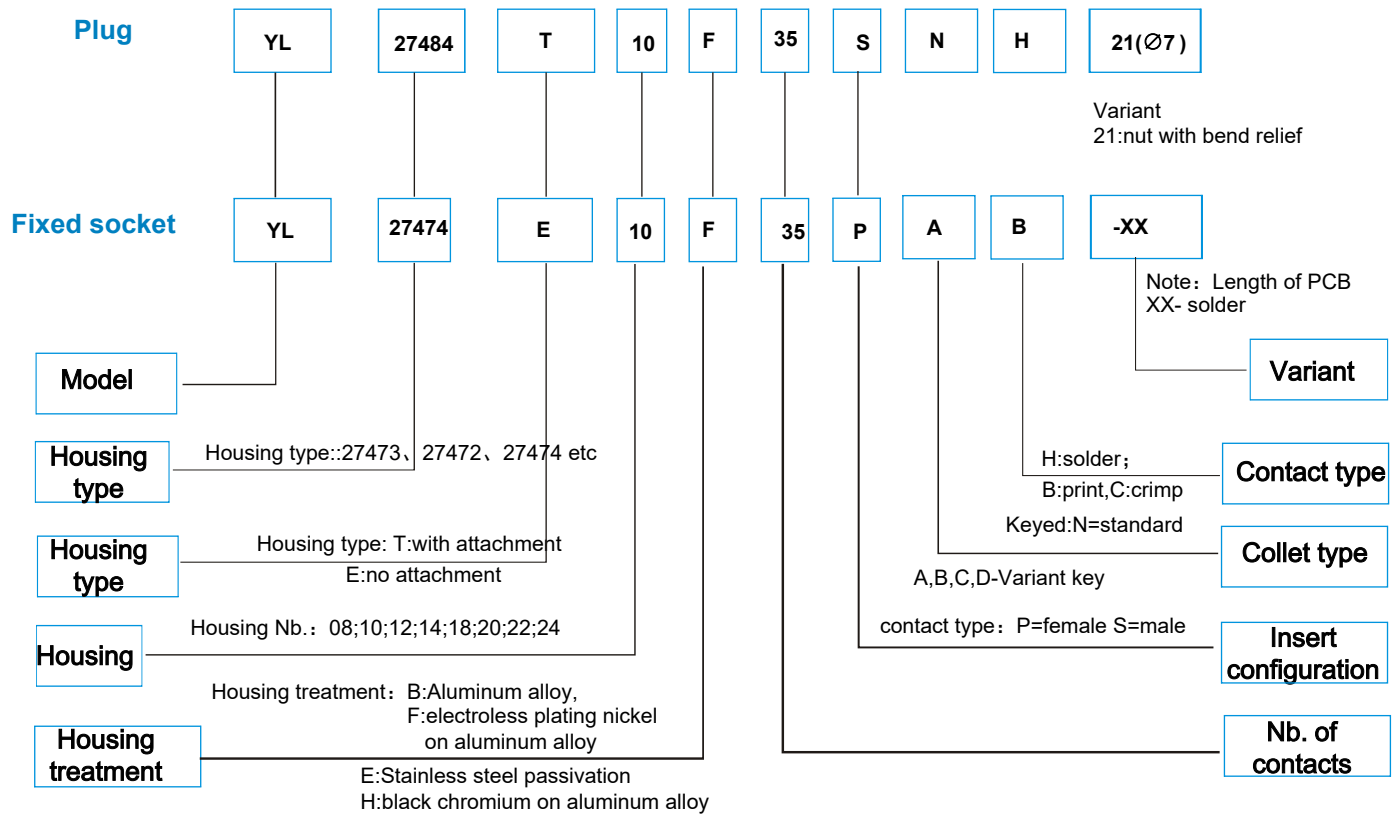 Plug
YL
27484
T
10
F
35
S
N
H
21(∅7)
Variant
21:nut with bend relief
Fixed socket
YL
27474
E
10
F
35
P
A
B
-XX
Note：Length of PCB
XX- solder
Model
Variant
Housing type
Housing type::27473、27472、27474 etc
H:solder；
B:print,C:crimp
Contact type
Housing type
Housing type: T:with attachment
E:no attachment
Keyed:N=standard
A,B,C,D-Variant key
Collet type
Housing
Housing Nb.：08;10;12;14;18;20;22;24
contact type：P=female S=male
Insert
configuration
Housing
treatment
Housing treatment：B:Aluminum alloy,
F:electroless plating nickel
on aluminum alloy
E:Stainless steel passivation
H:black chromium on aluminum alloy
Nb. of
contacts